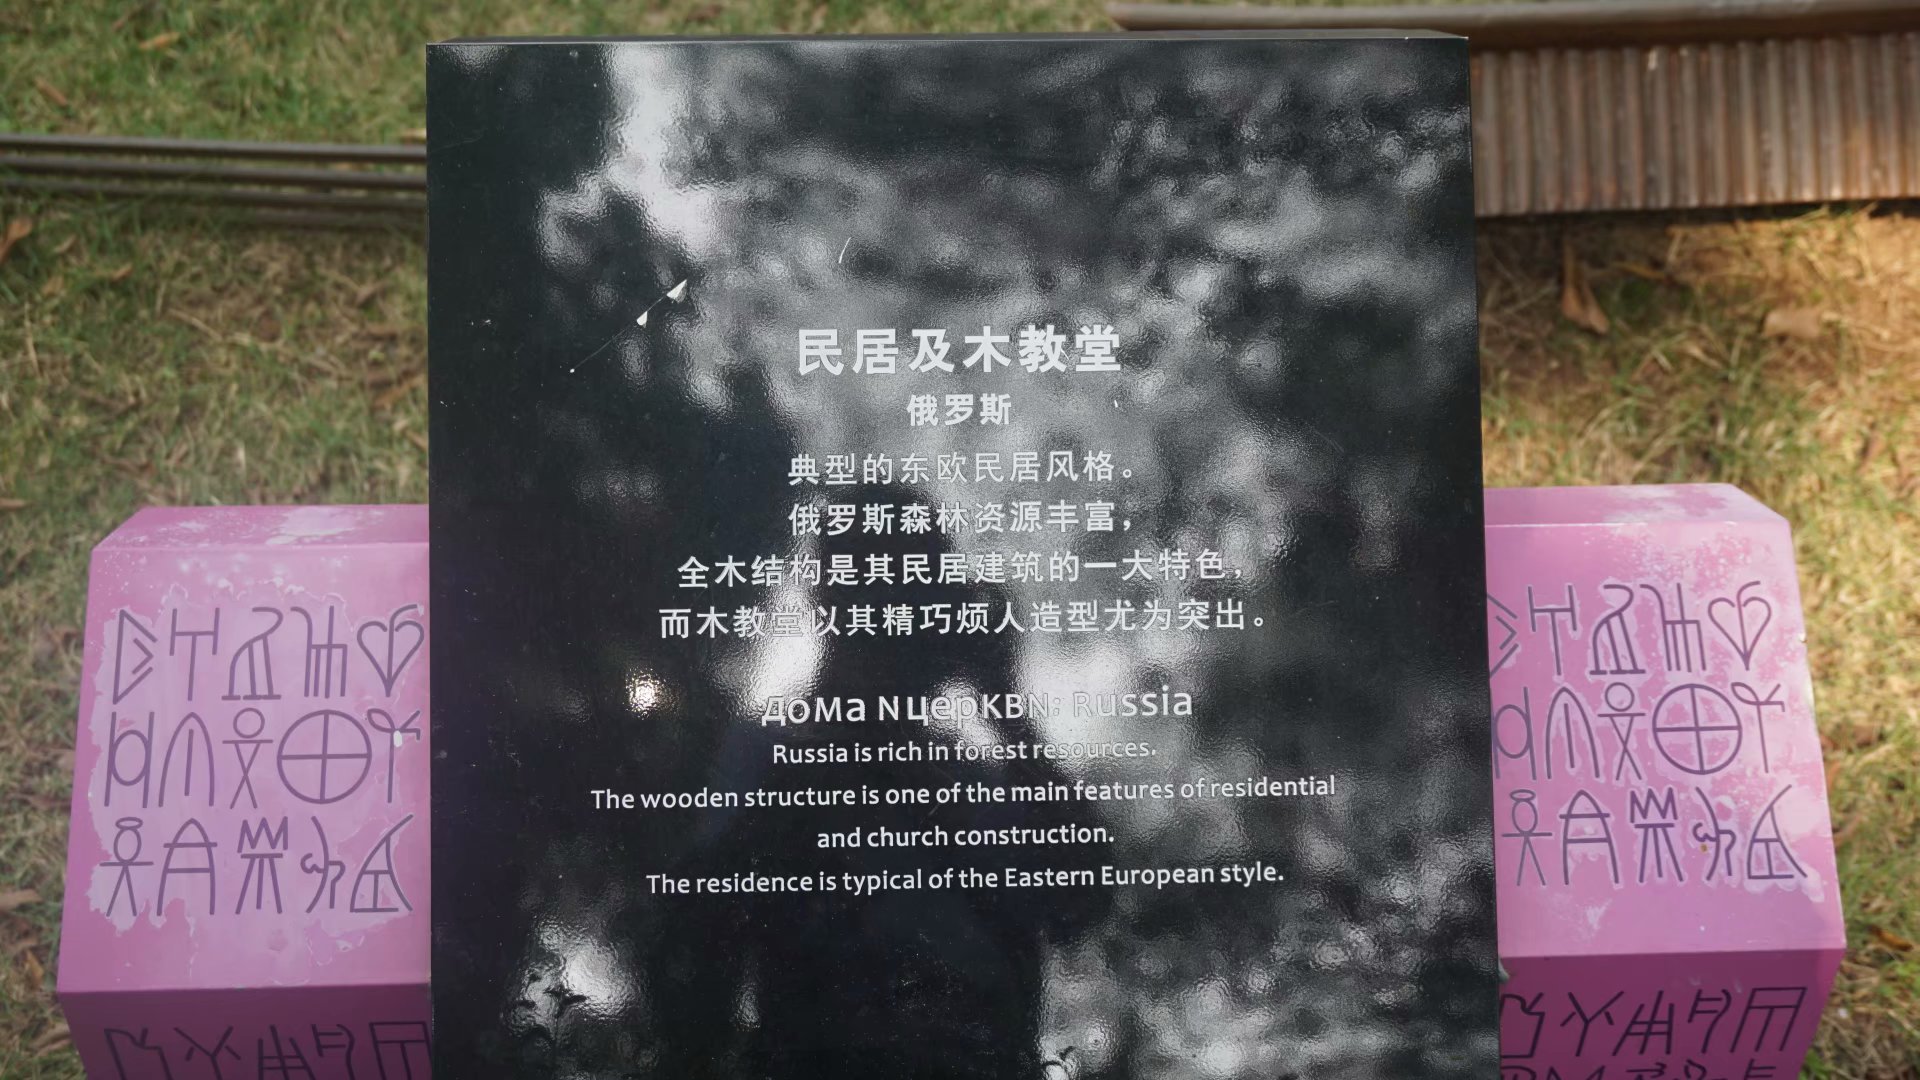 民居及木教堂
俄罗斯
典型的东欧民居风格。
俄罗斯森林资源丰富，
全木结构是其民居建筑的一大特色，
而木教堂以其精巧烦人造型尤为突出。
дома NцерKBN: Russia
Russia is rich in forest resources.
The wooden structure is one of the main features of residential
and church construction.
The residence is typical of the Eastern European style.